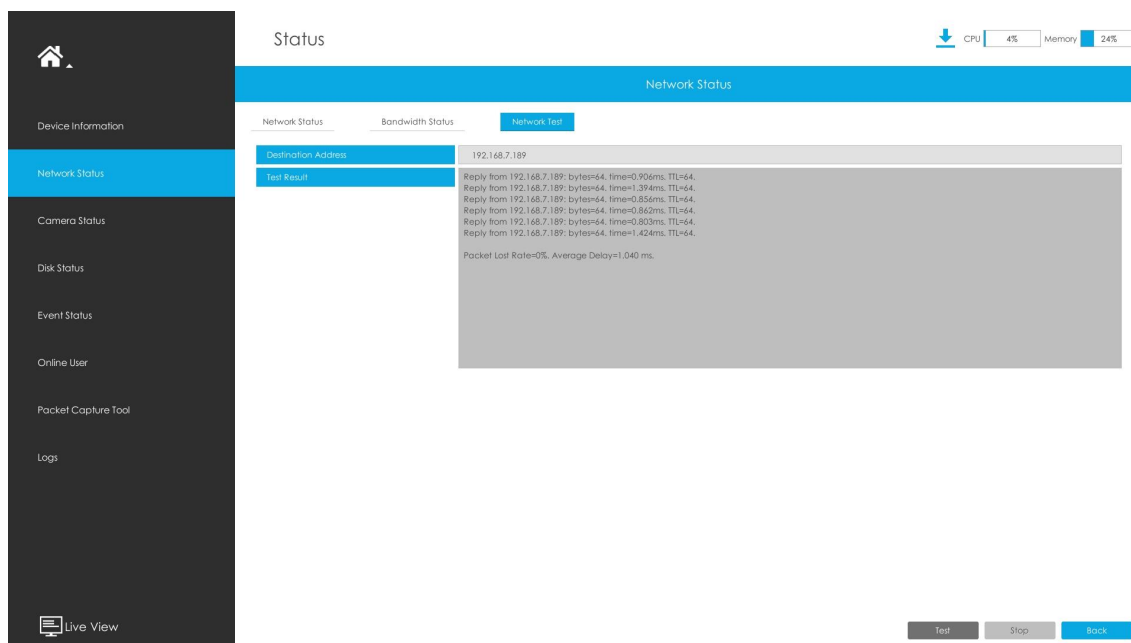 Status
CPU 4% Memory 24%
Network Status
Device Information
Network Status
Camera Status
Disk Status
Event Status
Online User
Packet Capture Tool
Logs
Live View
Network Status Bandwidth Status Network Test
Destination Address 192.168.7.189
Test Result
Reply from 192.168.7.189: bytes=64, time=0.906ms, TTL=64.
Reply from 192.168.7.189: bytes=64, time=1.394ms, TTL=64.
Reply from 192.168.7.189: bytes=64, time=0.856ms, TTL=64.
Reply from 192.168.7.189: bytes=64, time=0.862ms, TTL=64.
Reply from 192.168.7.189: bytes=64, time=0.803ms, TTL=64.
Reply from 192.168.7.189: bytes=64, time=1.424ms, TTL=64.
Packet Lost Rate=0%, Average Delay=1.040 ms.
Test Stop Back